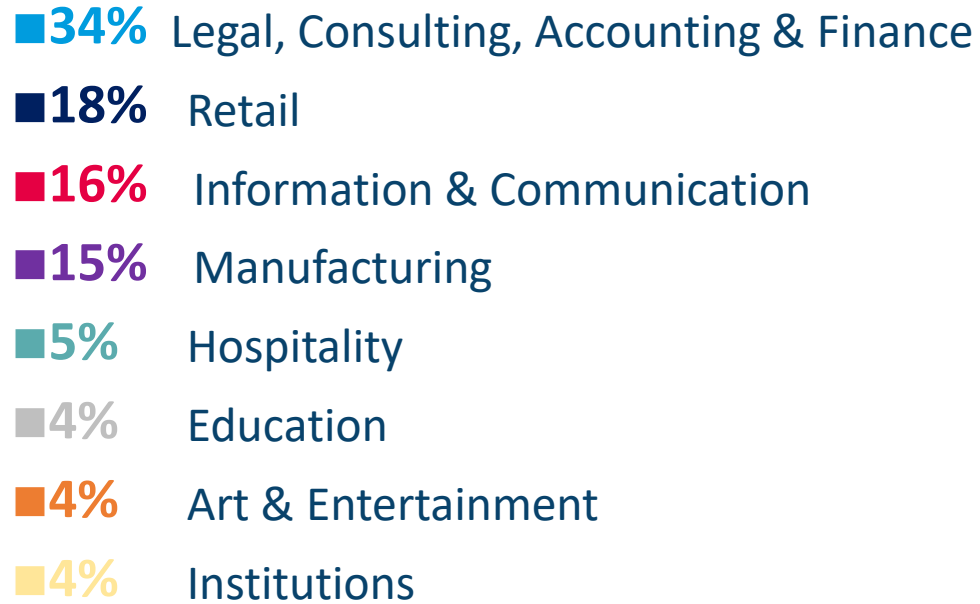 34% Legal, Consulting, Accounting & Finance
18% Retail
16% Information & Communication
15% Manufacturing
5% Hospitality
4% Education
4% Art & Entertainment
4% Institutions